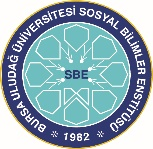 BURSA ULUDAĞ ÜNİVERSİTESİ SOSYAL BİLİMLER ENSTİTÜSÜ
SBE
* 1982 *